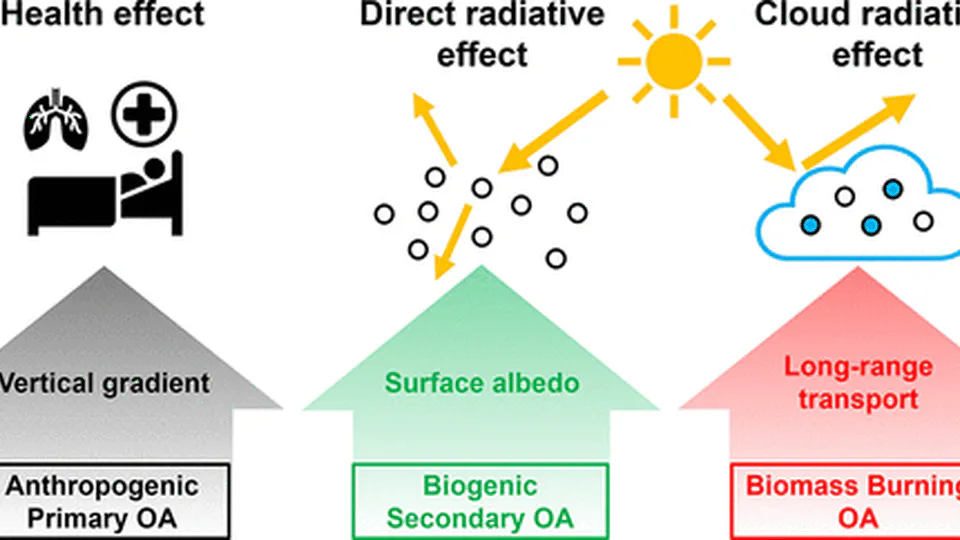 Health effect
Direct radiative
effect
Cloud radiati
effect
Vertical gradient
Surface albedo
Long-range
transport
Anthropogenic
Primary OA
Biogenic
Secondary OA
Biomass Burning
OA